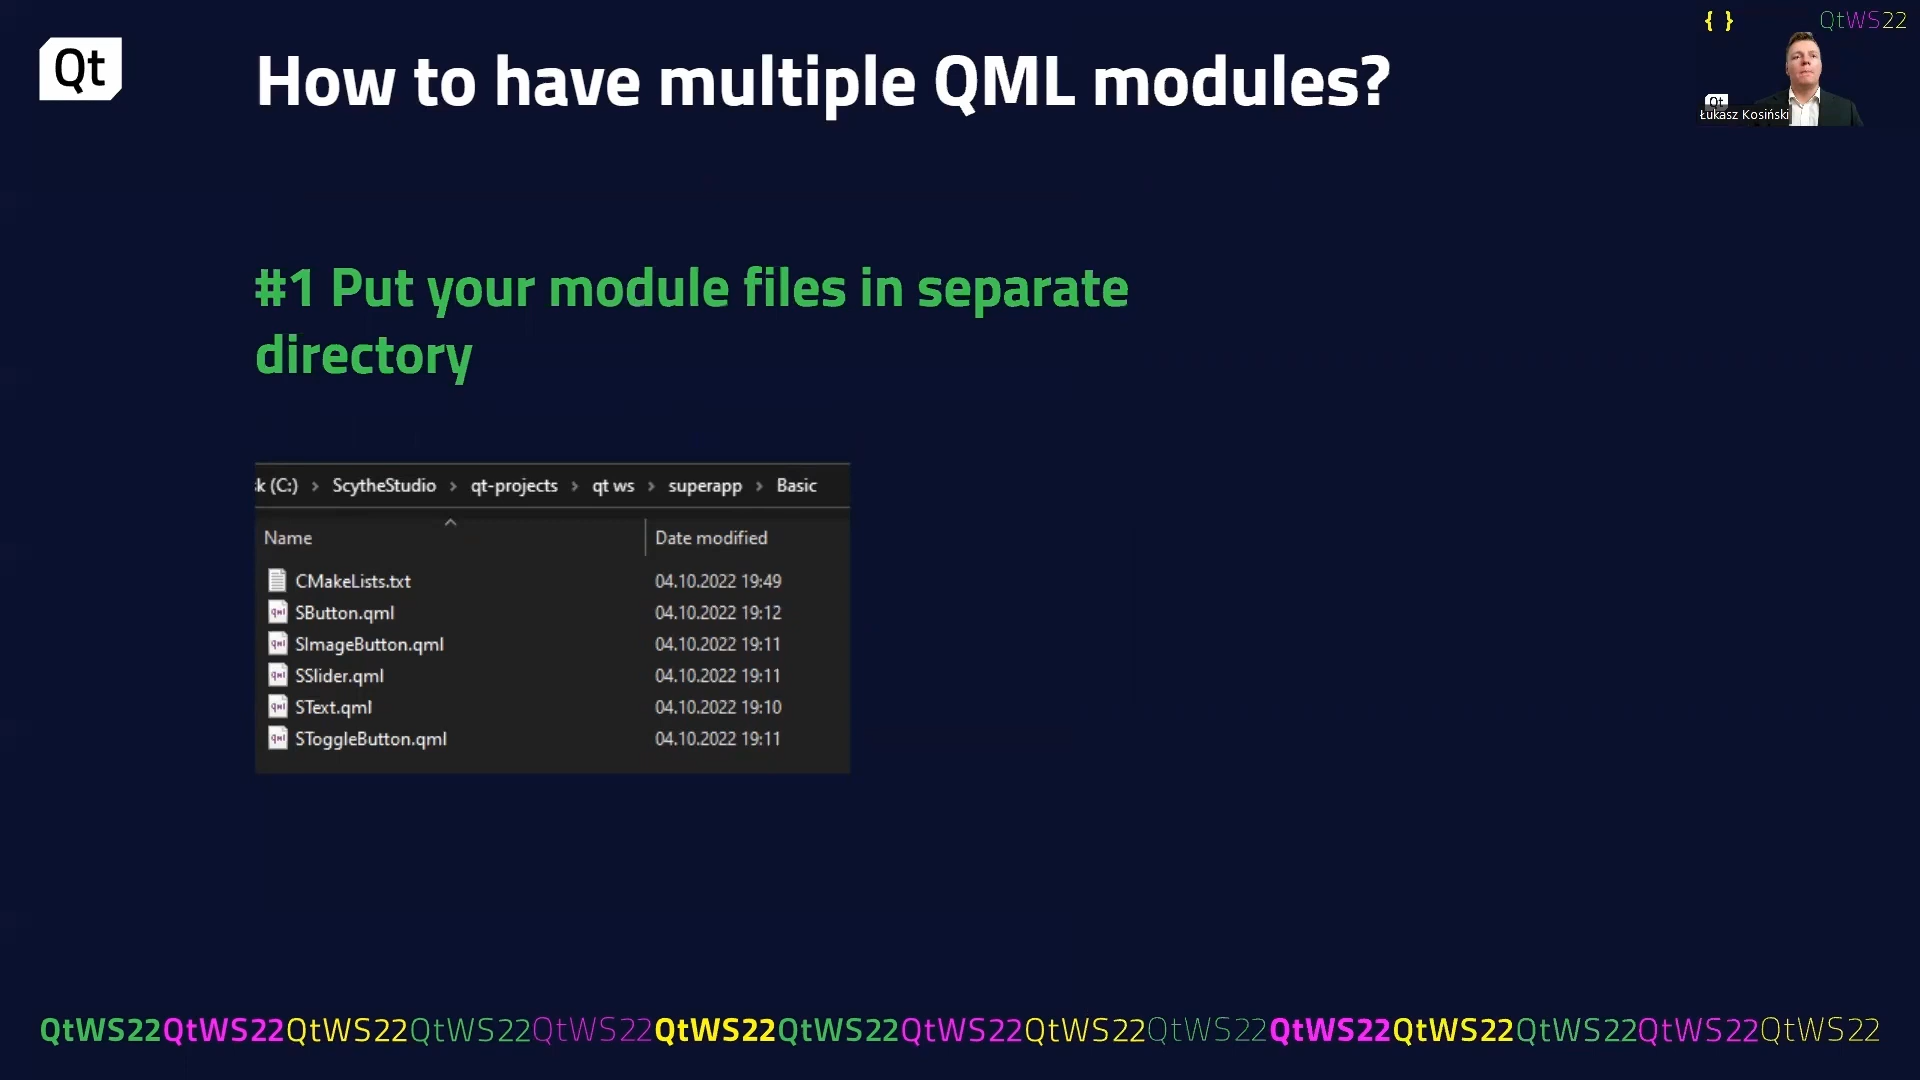 { } QtWS22
Qt
How to have multiple QML modules?
Qt
Łukasz Kosiński
#1 Put your module files in separate
directory
k (C:) > ScytheStudio > qt-projects > qt ws > superapp > Basic
Name Date modified
CMakeLists.txt 04.10.2022 19:49
SButton.qml 04.10.2022 19:12
SImageButton.qml 04.10.2022 19:11
SSlider.qml 04.10.2022 19:11
SText.qml 04.10.2022 19:10
SToggleButton.qml 04.10.2022 19:11
QtWS22QtWS22QtWS22QtWS22QtWS22QtWS22QtWS22QtWS22QtWS22QtWS22QtWS22QtWS22QtWS22QtWS22QtWS22